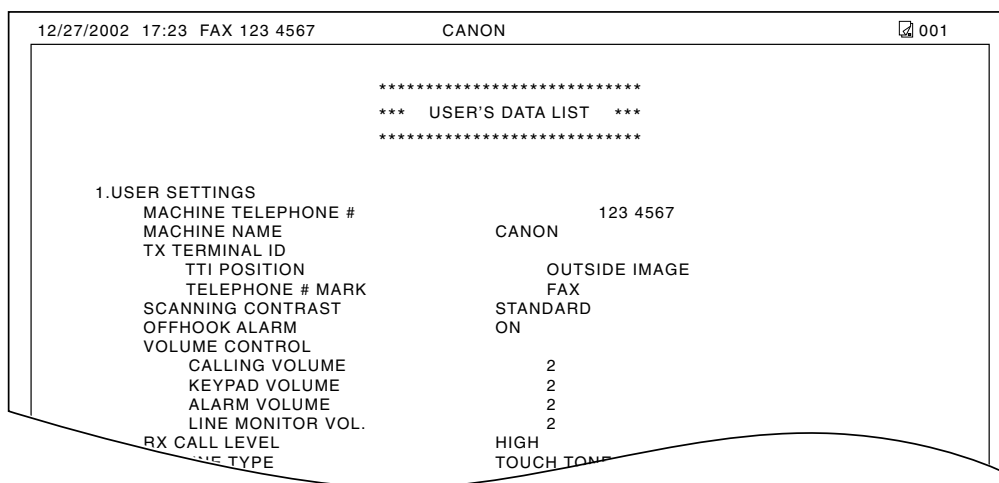 12/27/2002 17:23 FAX 123 4567 CANON 001
****************************
*** USER'S DATA LIST ***
****************************
1.USER SETTINGS
MACHINE TELEPHONE # 123 4567
MACHINE NAME CANON
TX TERMINAL ID
TTI POSITION OUTSIDE IMAGE
TELEPHONE # MARK FAX
SCANNING CONTRAST STANDARD
OFFHOOK ALARM ON
VOLUME CONTROL
CALLING VOLUME 2
KEYPAD VOLUME 2
ALARM VOLUME 2
LINE MONITOR VOL. 2
RX CALL LEVEL HIGH
TYPE TOUCH TONE